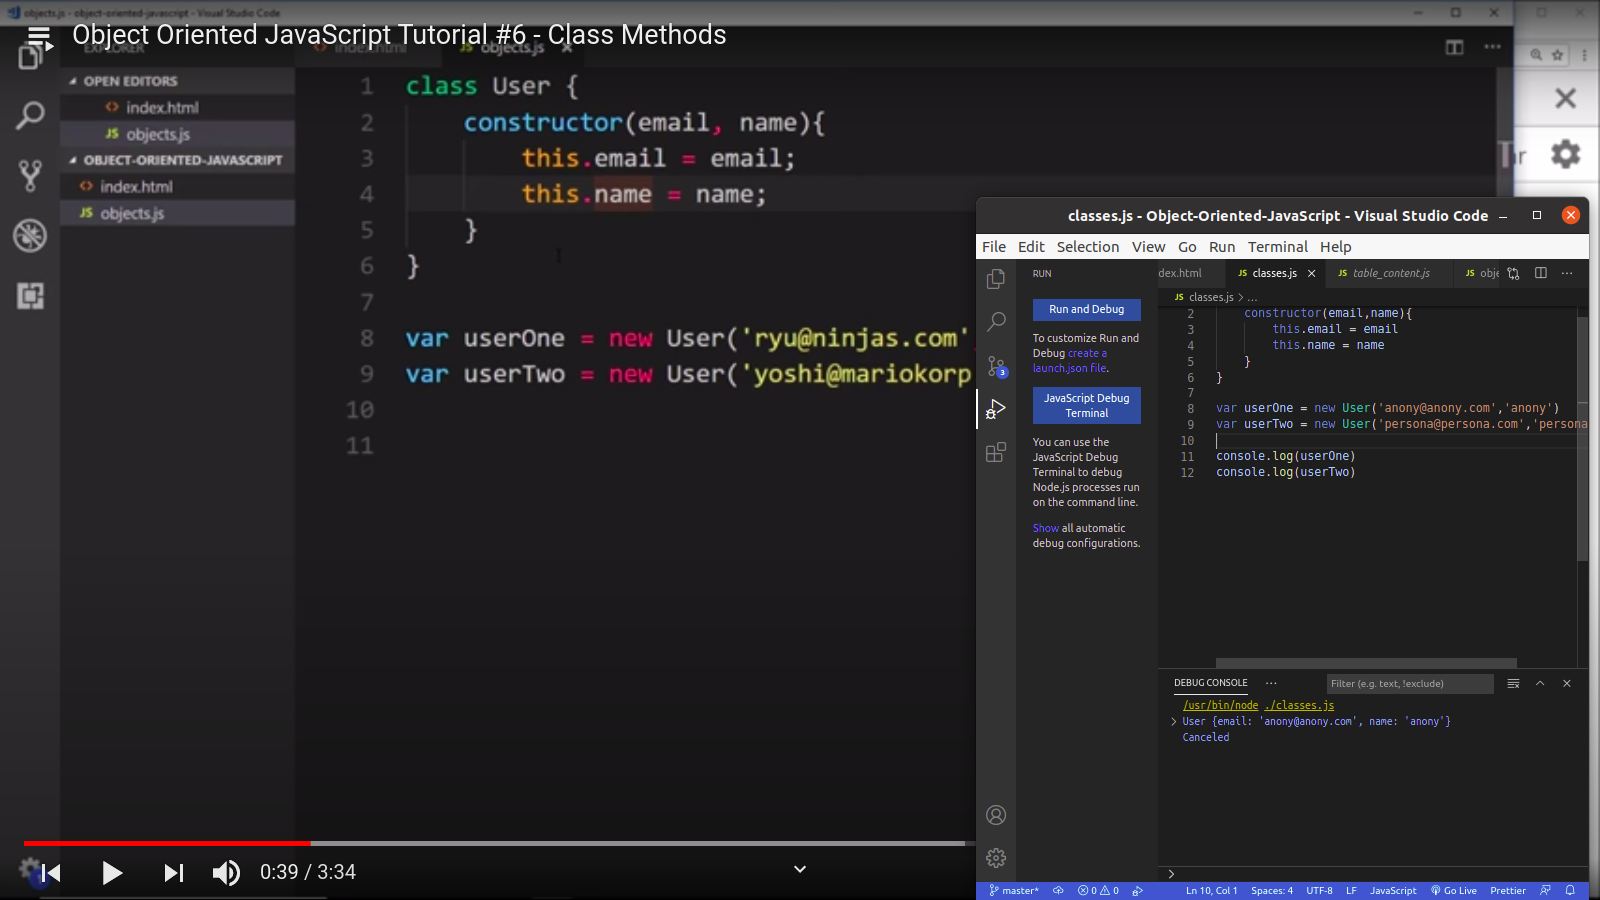 objects.js - object-oriented-javascript - Visual Studio Code
Object Oriented JavaScript Tutorial #6 - Class Methods
EXPLORER
index.html
JS objects.js
OPEN EDITORS
index.html
JS objects.js
OBJECT-ORIENTED-JAVASCRIPT
index.html
JS objects.js
1 class User {
2 constructor(email, name){
3 this.email = email;
4 this.name = name;
5 }
6 }
7
8 var userOne = new User('ryu@ninjas.com'
9 var userTwo = new User('yoshi@mariokorp
10
11
0:39 / 3:34
classes.js - Object-Oriented-JavaScript - Visual Studio Code
File Edit Selection View Go Run Terminal Help
RUN
Run and Debug
To customize Run and
Debug create a
launch.json file.
JavaScript Debug
Terminal
You can use the
JavaScript Debug
Terminal to debug
Node.js processes run
on the command line.
Show all automatic
debug configurations.
3
dex.html JS classes.js JS table_content.js JS obje
JS classes.js > ...
2 constructor(email,name){
3 this.email = email
4 this.name = name
5 }
6 }
7
8 var userOne = new User('anony@anony.com','anony')
9 var userTwo = new User('persona@persona.com','persona
10
11 console.log(userOne)
12 console.log(userTwo)
DEBUG CONSOLE ... Filter (e.g. text, !exclude)
/usr/bin/node ./classes.js
> User {email: 'anony@anony.com', name: 'anony'}
Canceled
>
master* 0 0 Ln 10, Col 1 Spaces: 4 UTF-8 LF JavaScript Go Live Prettier